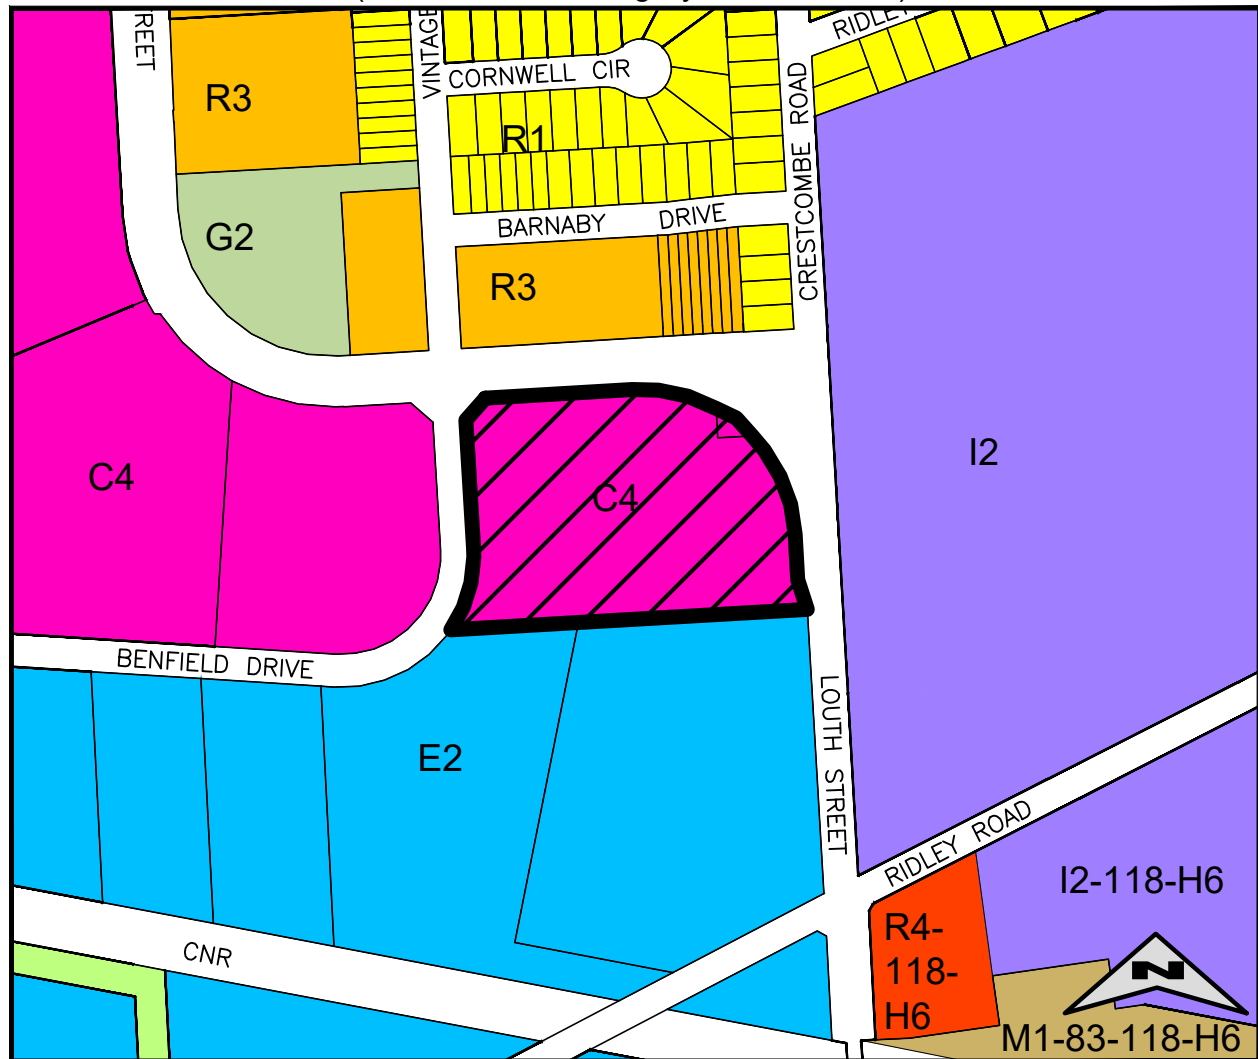 REET
VINTAGE
RIDLEY
CORNWELL CIR
R3
R1
CRESTCOMBE ROAD
G2
BARNABY DRIVE
R3
I2
C4
C4
BENFIELD DRIVE
LOUTH STREET
E2
RIDLEY ROAD
I2-118-H6
R4-
118-
H6
CNR
N
M1-83-118-H6